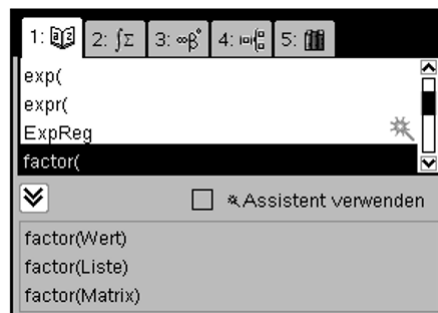 1: 2: ∫Σ 3: ∞β° 4: 5:
exp(
expr(
ExpReg
factor(
Assistent verwenden
factor(Wert)
factor(Liste)
factor(Matrix)